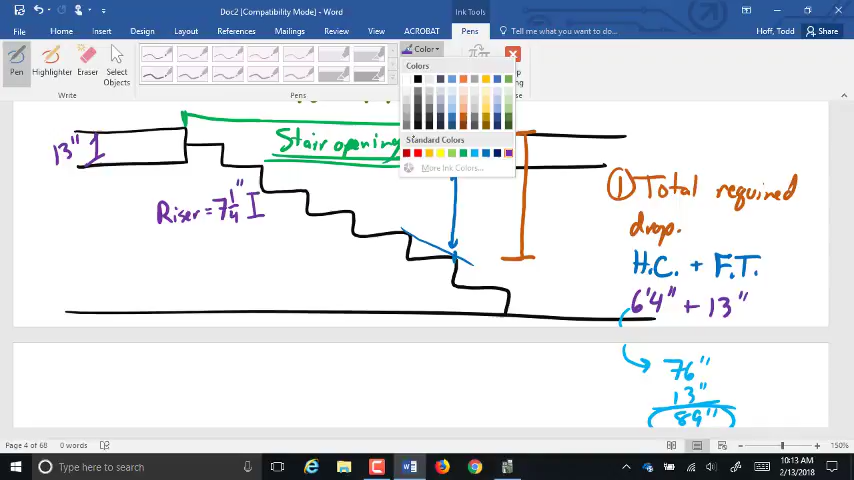 Doc2 [Compatibility Mode] - Word
Ink Tools
Hoff, Todd
File
Home
Insert
Draw
Design
Layout
References
Mailings
Review
View
ACROBAT
Pens
Tell me what you want to do...
Share
Pen
Highlighter
Eraser
Select Objects
Color
Write
Pens
Colors
Standard Colors
More Ink Colors...
13"
Stair opening
Riser = 7 1/4"
① Total required
drop.
H.C. + F.T.
6'4" + 13"
76"
13"
89"
Page 4 of 68
0 words
150%
Type here to search
10:13 AM
2/13/2018